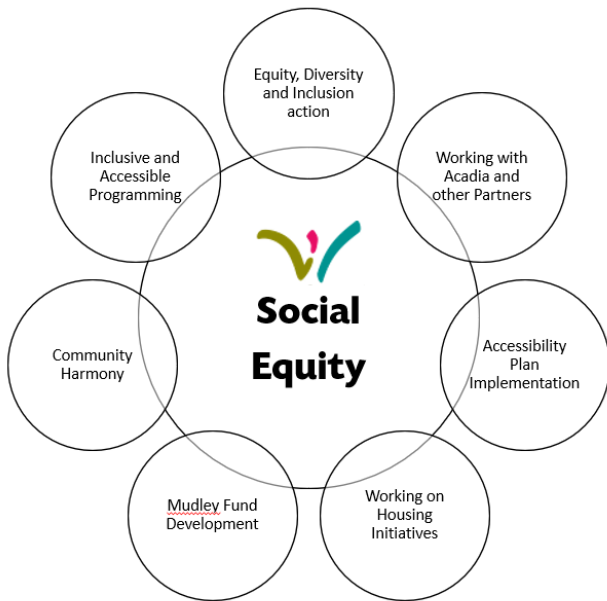 Equity, Diversity
and Inclusion
action
Working with
Acadia and
other Partners
Accessibility
Plan
Implementation
Working on
Housing
Initiatives
Mudley Fund
Development
Community
Harmony
Inclusive and
Accessible
Programming
Social
Equity